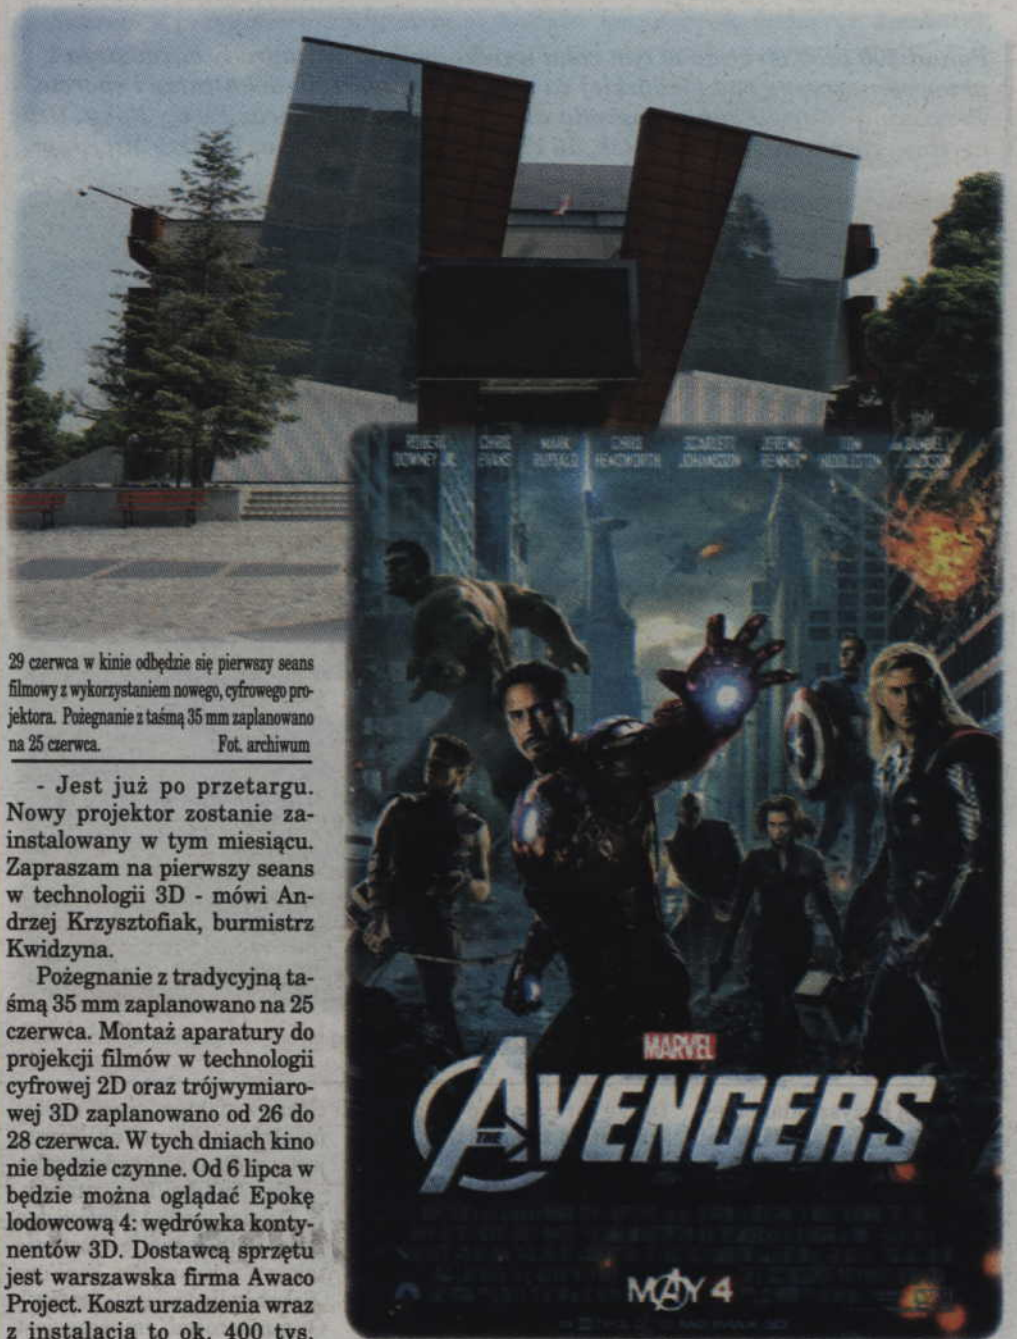 29 czerwca w kinie odbędzie się pierwszy seans
filmowy z wykorzystaniem nowego, cyfrowego pro-
jektora. Pożegnanie z taśmą 35 mm zaplanowano
na 25 czerwca. Fot. archiwum
- Jest już po przetargu.
Nowy projektor zostanie za-
instalowany w tym miesiącu.
Zapraszam na pierwszy seans
w technologii 3D - mówi An-
drzej Krzysztofiak, burmistrz
Kwidzyna.
Pożegnanie z tradycyjną ta-
śmą 35 mm zaplanowano na 25
czerwca. Montaż aparatury do
projekcji filmów w technologii
cyfrowej 2D oraz trójwymiaro-
wej 3D zaplanowano od 26 do
28 czerwca. W tych dniach kino
nie będzie czynne. Od 6 lipca w
będzie można oglądać Epokę
lodowcową 4: wędrówka konty-
nentów 3D. Dostawcą sprzętu
jest warszawska firma Awaco
Project. Koszt urzadzenia wraz
z instalacją to ok. 400 tys.
ROBERT DOWNEY JR. CHRIS EVANS MARK RUFFALO CHRIS HEMSWORTH SCARLETT JOHANSSON JEREMY RENNER TOM HIDDLESTON SAMUEL L. JACKSON
MARVEL
THE AVENGERS
MAY 4